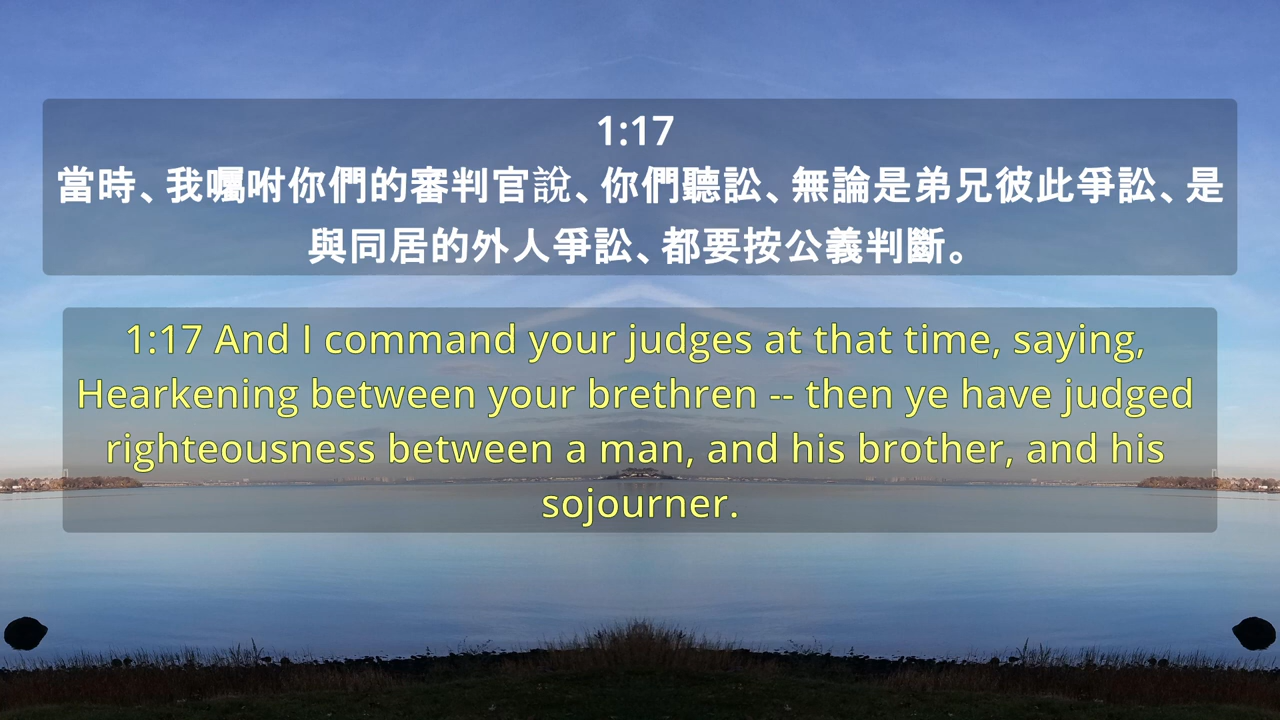 1:17
當時、我囑咐你們的審判官說、你們聽訟、無論是弟兄彼此爭訟、是
與同居的外人爭訟、都要按公義判斷。
1:17 And I command your judges at that time, saying,
Hearkening between your brethren -- then ye have judged
righteousness between a man, and his brother, and his
sojourner.